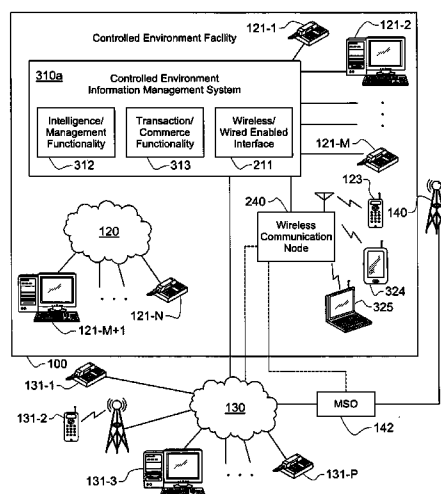 121-1
121-2
Controlled Environment Facility
310a
Controlled Environment
Information Management System
Intelligence/
Management
Functionality
Transaction/
Commerce
Functionality
Wireless/
Wired Enabled
Interface
312
313
211
121-M
123
140
240
120
Wireless
Communication
Node
324
325
121-M+1
121-N
100
131-1
130
MSO
142
131-2
131-3
131-P